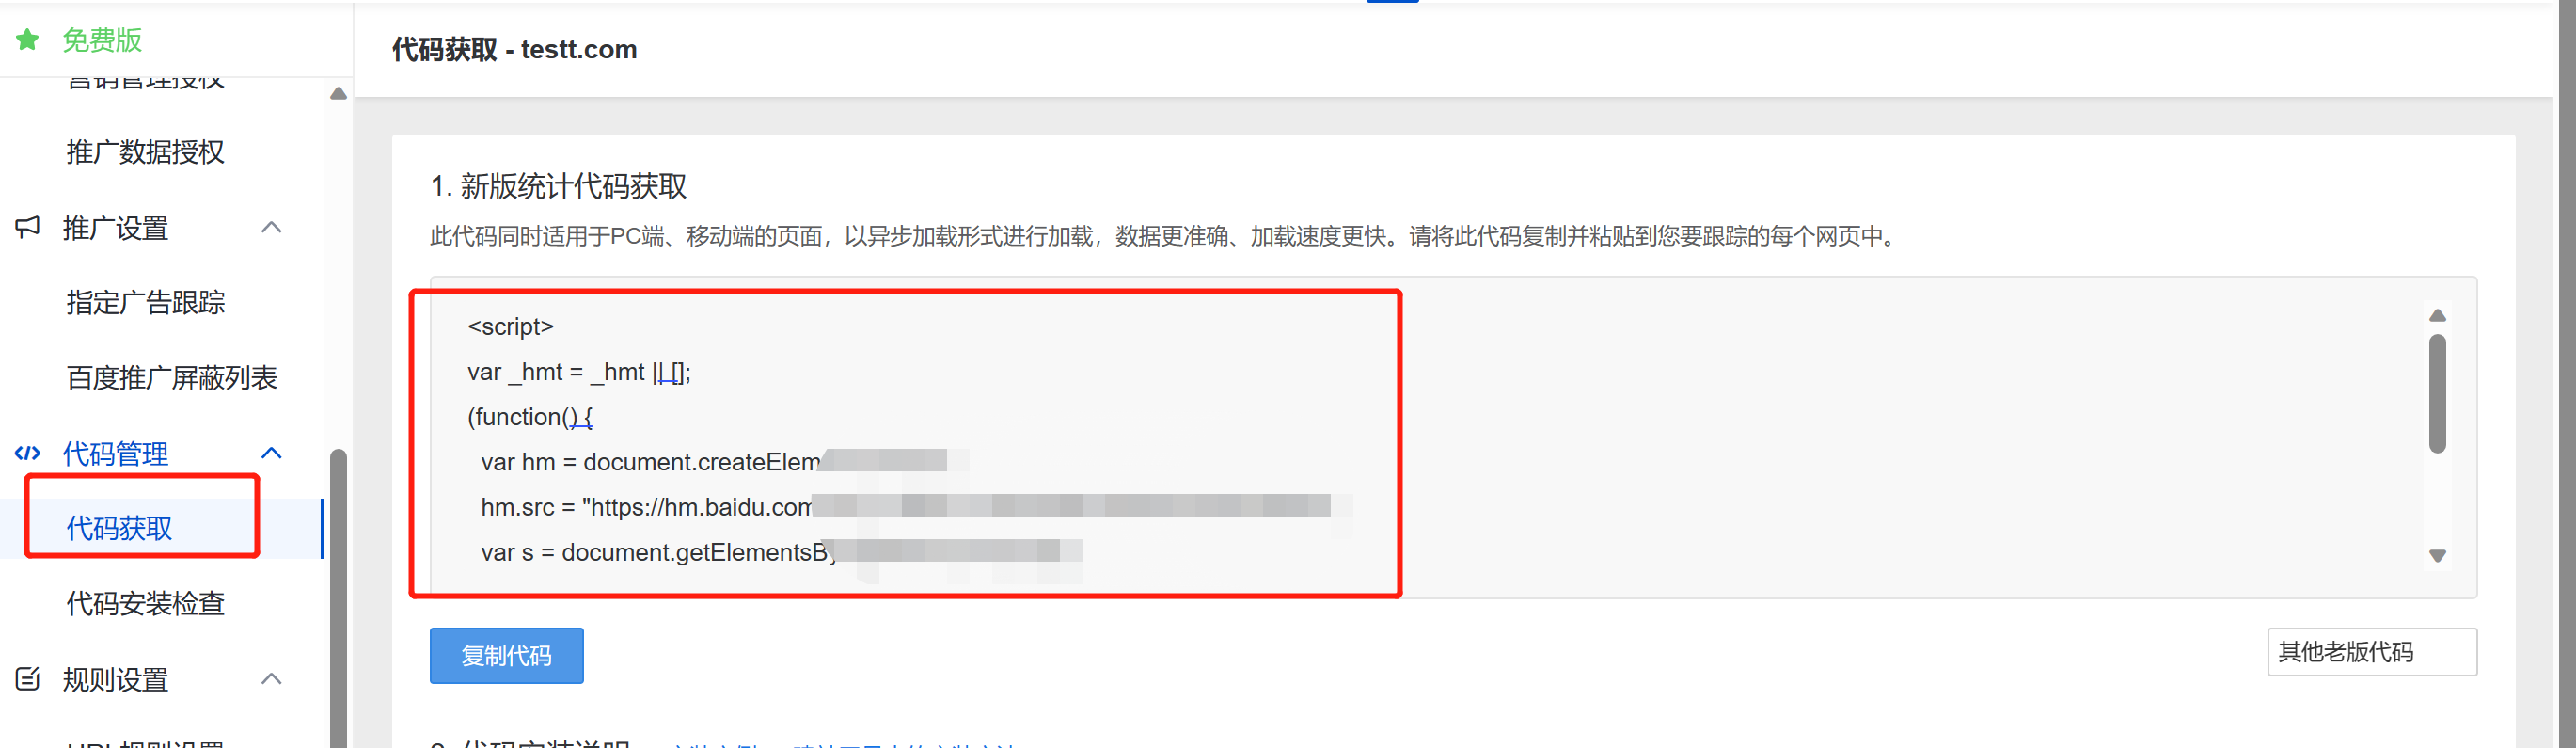 免费版
代码获取 - testt.com
营销管理授权
推广数据授权
推广设置
指定广告跟踪
百度推广屏蔽列表
代码管理
代码获取
代码安装检查
规则设置
1. 新版统计代码获取
此代码同时适用于PC端、移动端的页面，以异步加载形式进行加载，数据更准确、加载速度更快。请将此代码复制并粘贴到您要跟踪的每个网页中。
<script>
var _hmt = _hmt || [];
(function() {
var hm = document.createElem
hm.src = "https://hm.baidu.com
var s = document.getElementsBy
复制代码
其他老版代码